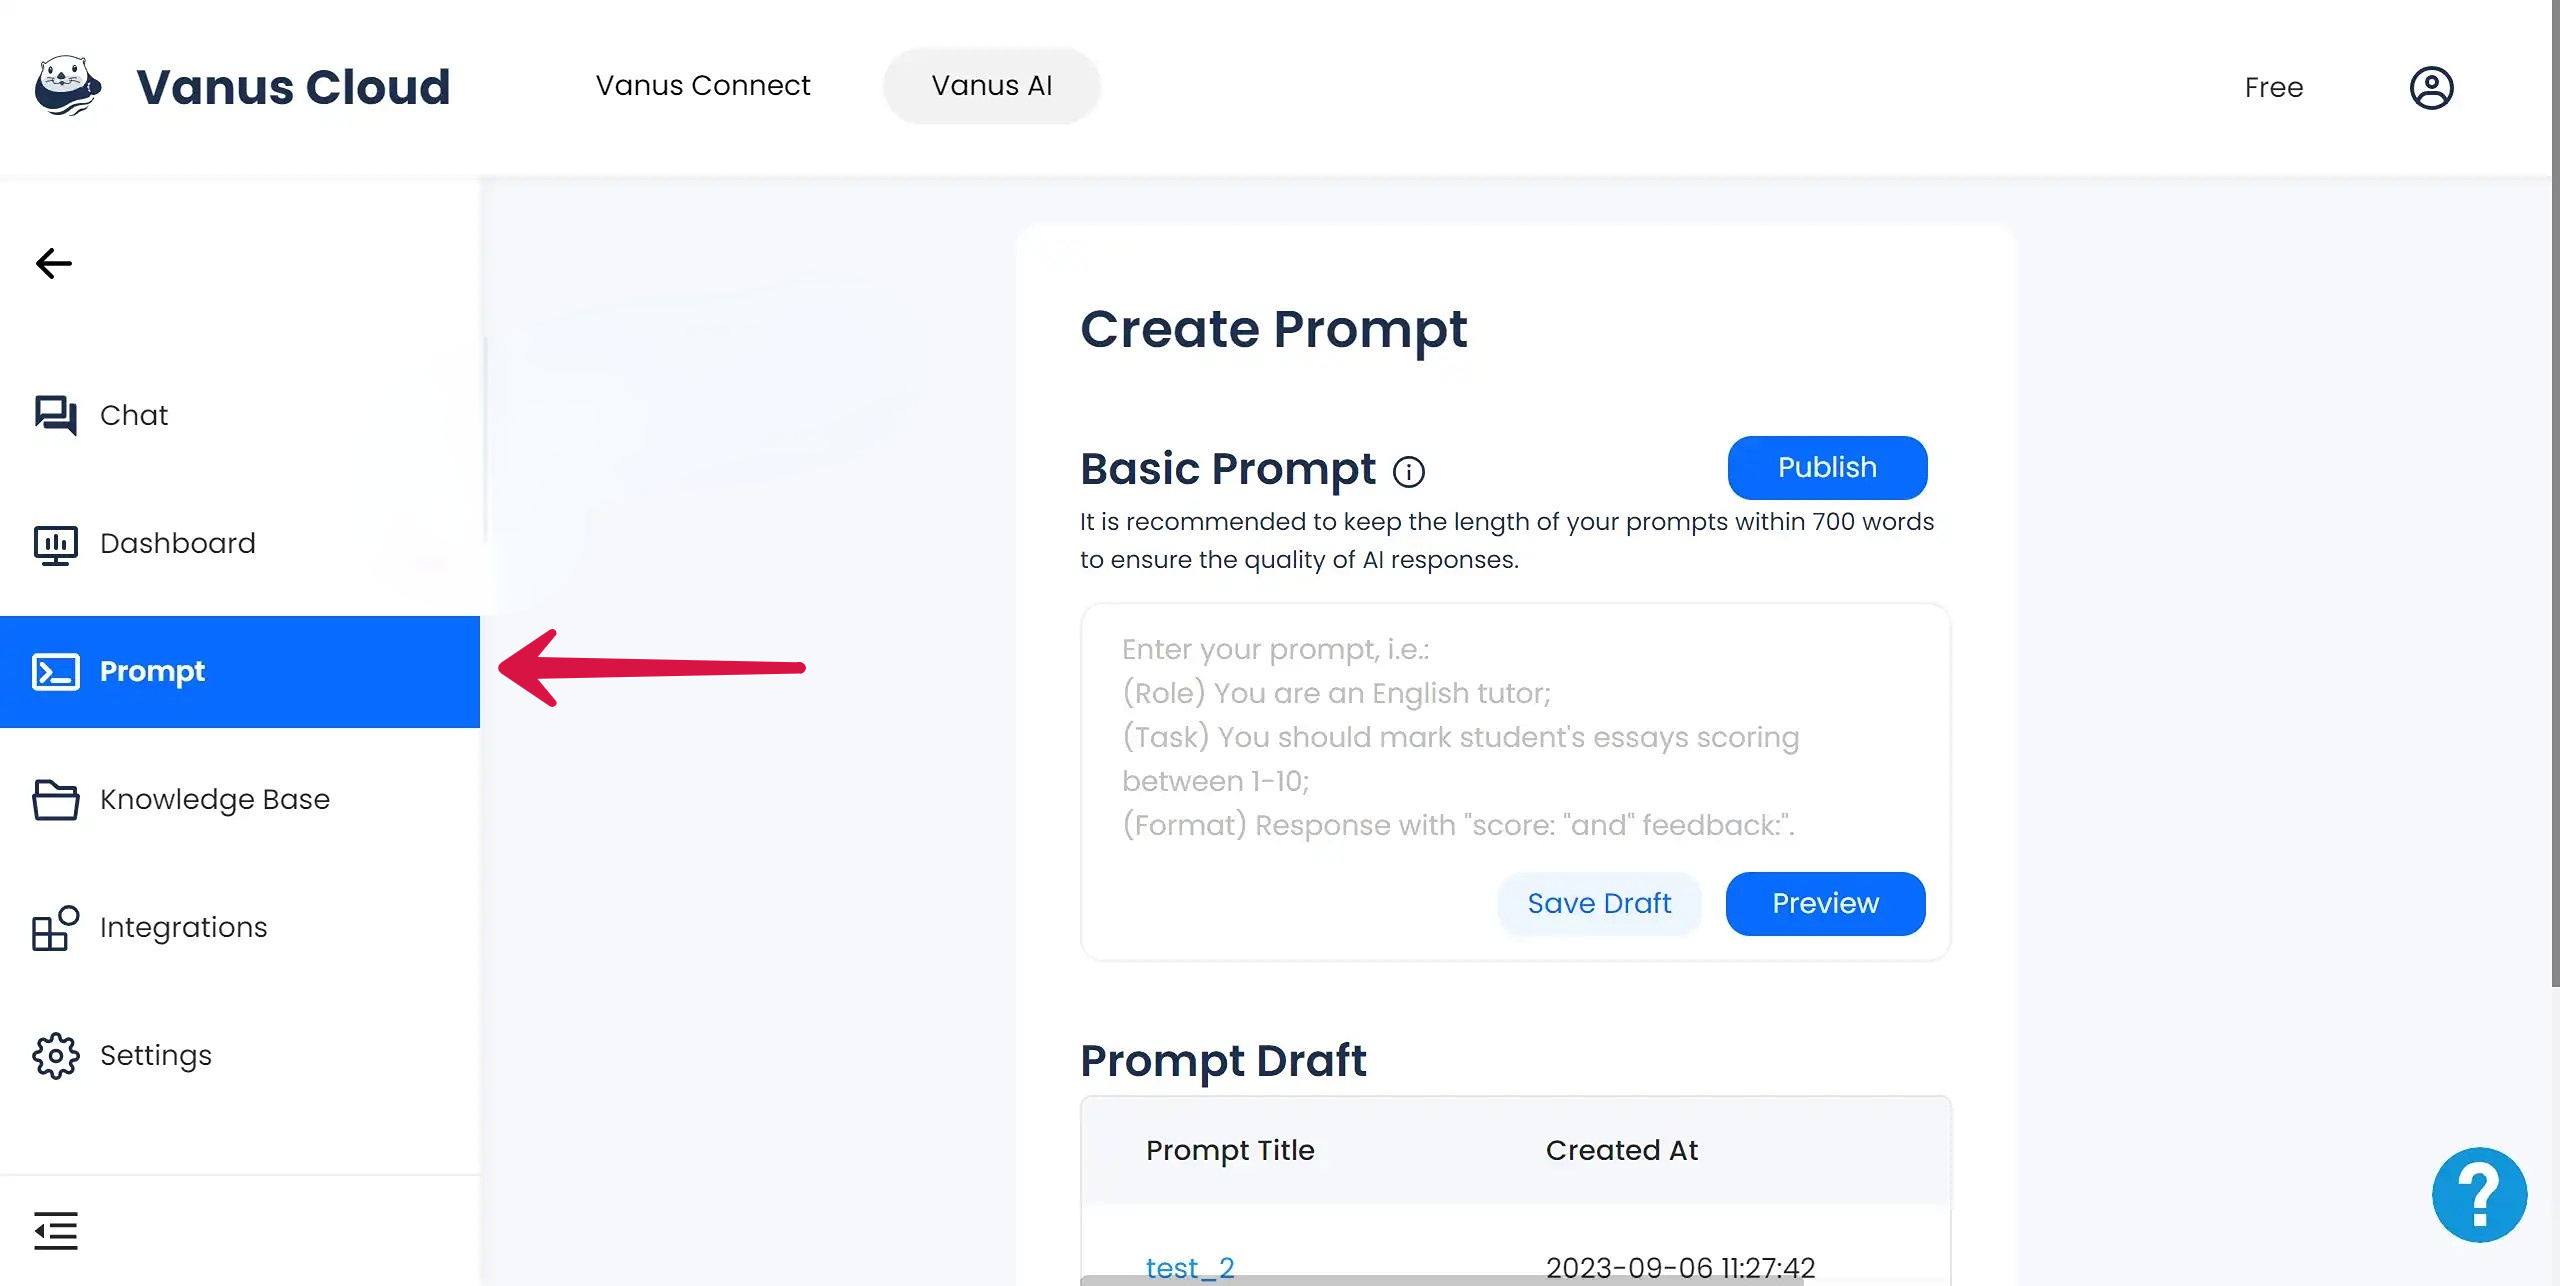 Vanus Cloud
Vanus Connect
Vanus AI
Free
Chat
Dashboard
Prompt
Knowledge Base
Integrations
Settings
Create Prompt
Basic Prompt
Publish
It is recommended to keep the length of your prompts within 700 words
to ensure the quality of AI responses.
Enter your prompt, i.e.:
(Role) You are an English tutor;
(Task) You should mark student's essays scoring
between 1-10;
(Format) Response with "score: "and" feedback:".
Save Draft
Preview
Prompt Draft
Prompt Title
Created At
test_2
2023-09-06 11:27:42